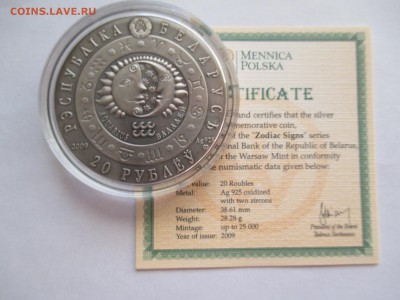 COINS.LAVE.RU
РЭСПУБЛІКА БЕЛАРУСЬ
2009
20 РУБЛЁЎ
MENNICA
POLSKA
CERTIFICATE
and certifies that the silver
commemorative coin,
of the "Zodiac Signs" series
National Bank of the Republic of Belarus,
the Warsaw Mint in conformity
numismatic data given below:
value: 20 Roubles
Metal: Ag 925 oxidized
with two zircons
Diameter: 38.61 mm
Weight: 28.28 g
Mintage: up to 25.000
Year of issue: 2009